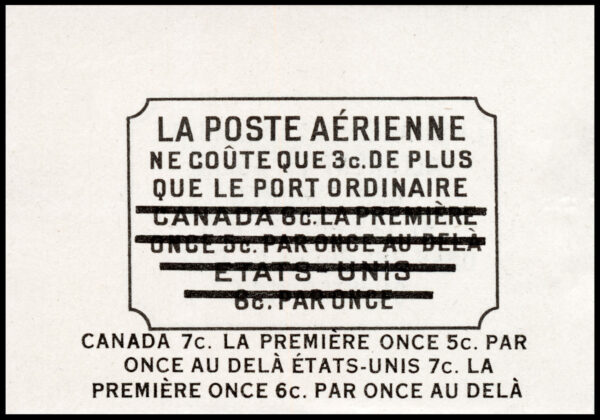 LA POSTE AÉRIENNE
NE COÛTE QUE 3c. DE PLUS
QUE LE PORT ORDINAIRE
CANADA 6c. LA PREMIÈRE
ONCE 5c. PAR ONCE AU DELÀ
ETATS-UNIS
6c. PAR ONCE
CANADA 7c. LA PREMIÈRE ONCE 5c. PAR
ONCE AU DELÀ ÉTATS-UNIS 7c. LA
PREMIÈRE ONCE 6c. PAR ONCE AU DELÀ